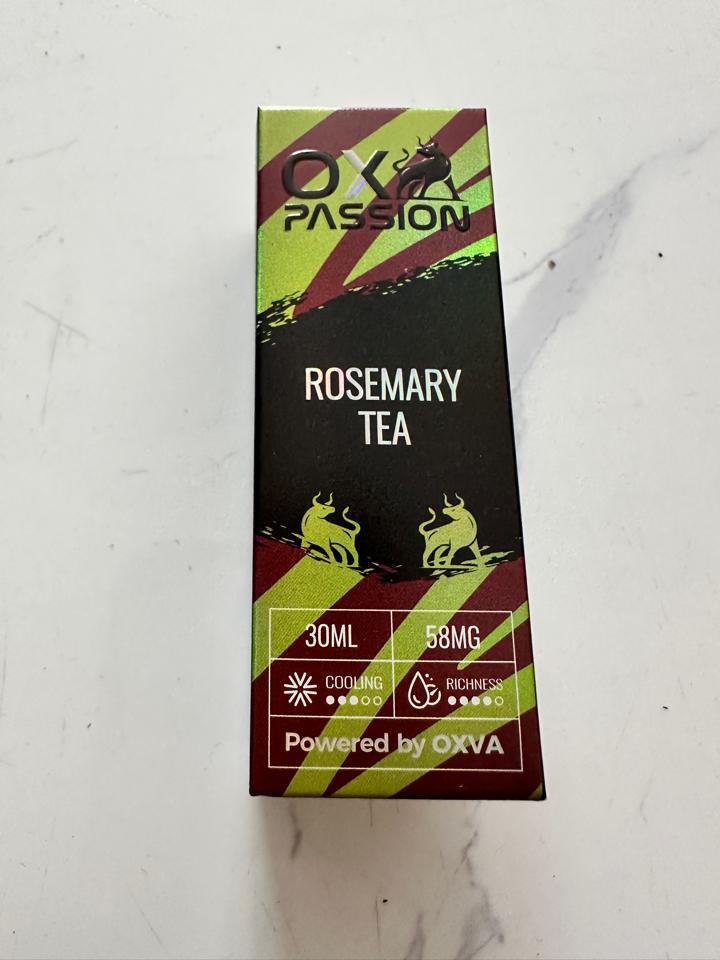 OX
PASSION
ROSEMARY
TEA
30ML 58MG
COOLING RICHNESS
Powered by OXVA